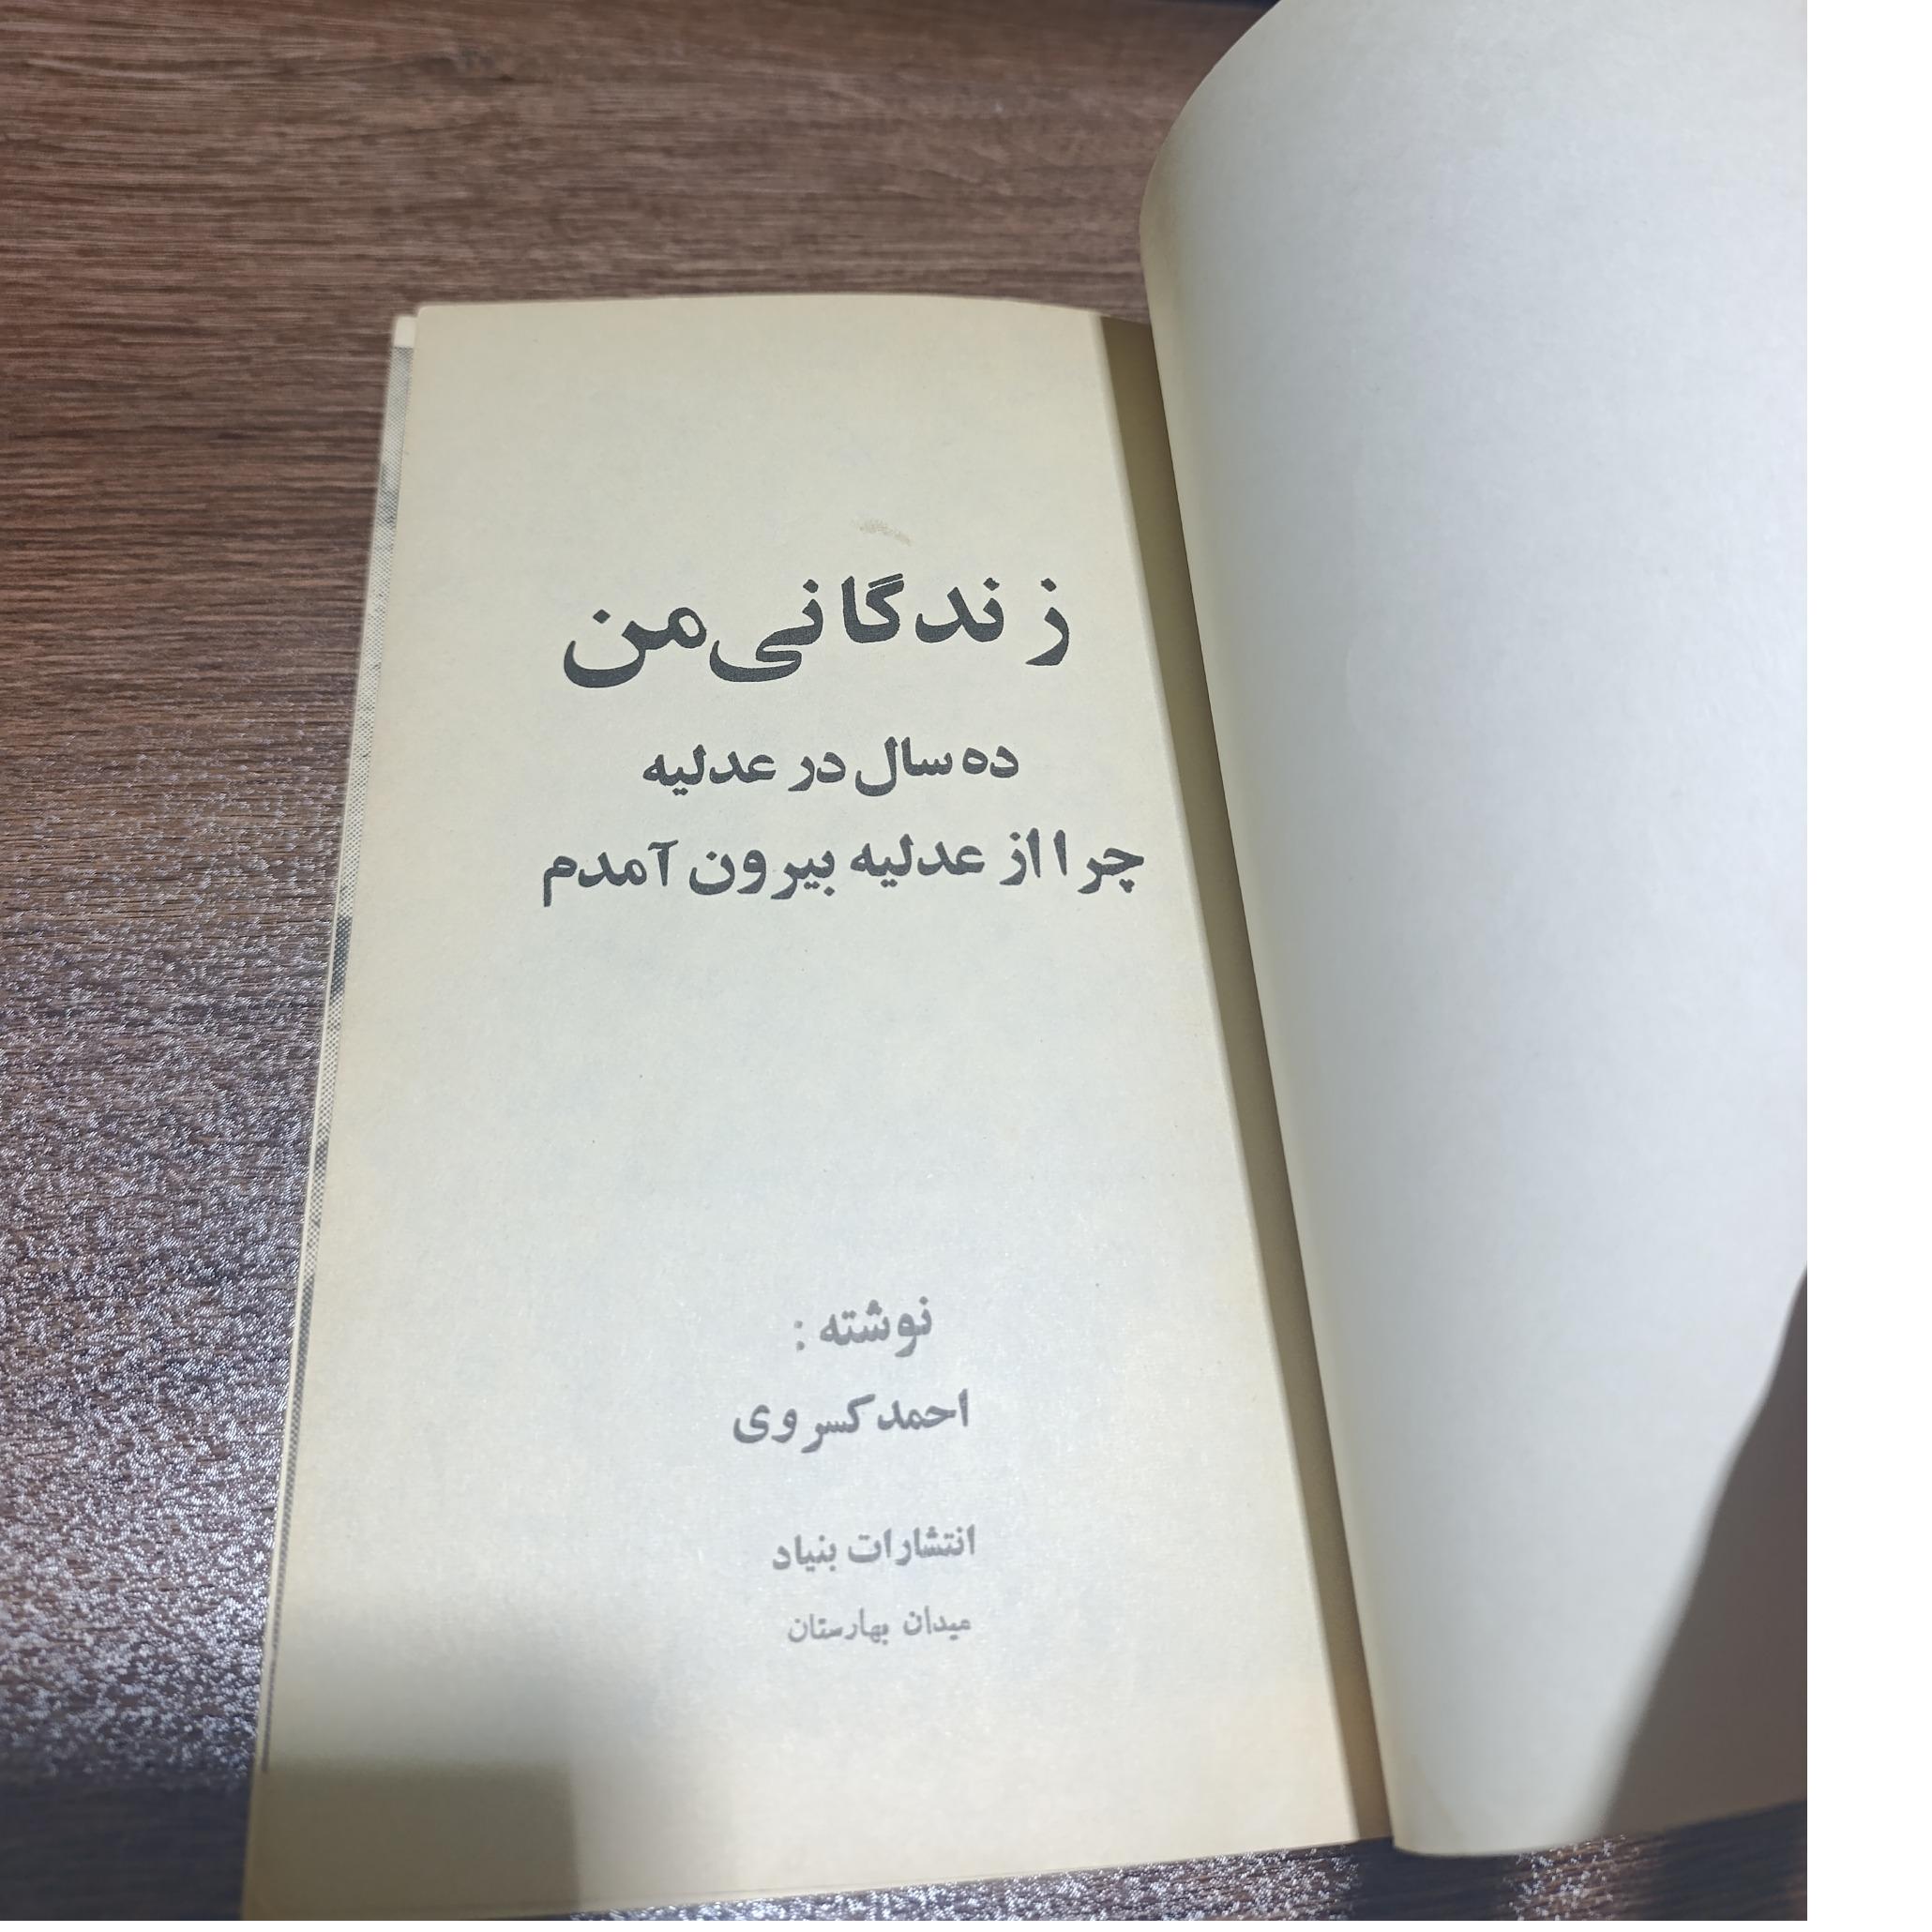 زندگانی من
ده سال در عدلیه
چرا از عدلیه بیرون آمدم
نوشته :
احمد کسروی
انتشارات بنیاد
میدان بهارستان